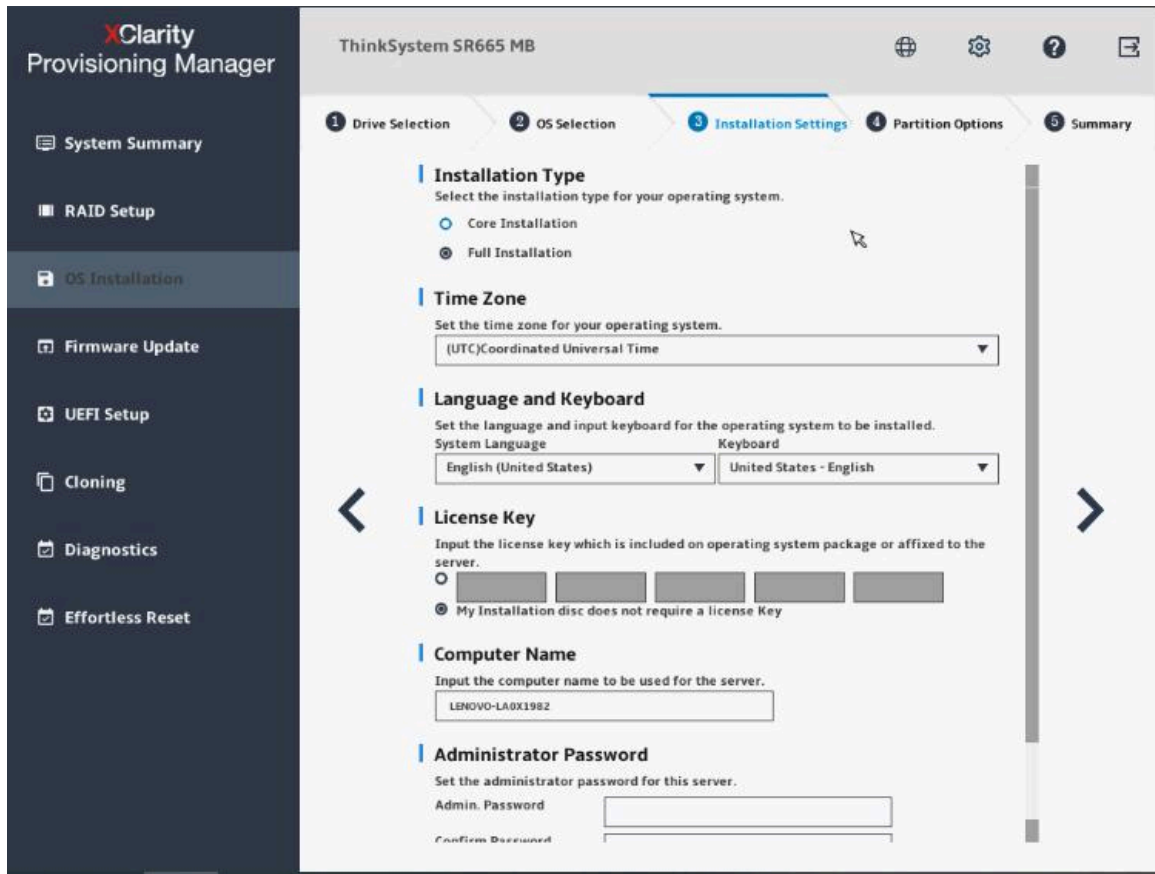 XClarity
Provisioning Manager
System Summary
RAID Setup
OS Installation
Firmware Update
UEFI Setup
Cloning
Diagnostics
Effortless Reset
ThinkSystem SR665 MB
1 Drive Selection
2 OS Selection
3 Installation Settings
4 Partition Options
5 Summary
Installation Type
Select the installation type for your operating system.
Core Installation
Full Installation
Time Zone
Set the time zone for your operating system.
(UTC)Coordinated Universal Time
Language and Keyboard
Set the language and input keyboard for the operating system to be installed.
System Language Keyboard
English (United States) United States - English
License Key
Input the license key which is included on operating system package or affixed to the
server.
My Installation disc does not require a license Key
Computer Name
Input the computer name to be used for the server.
LENOVO-LA0X1982
Administrator Password
Set the administrator password for this server.
Admin. Password
Confirm Password